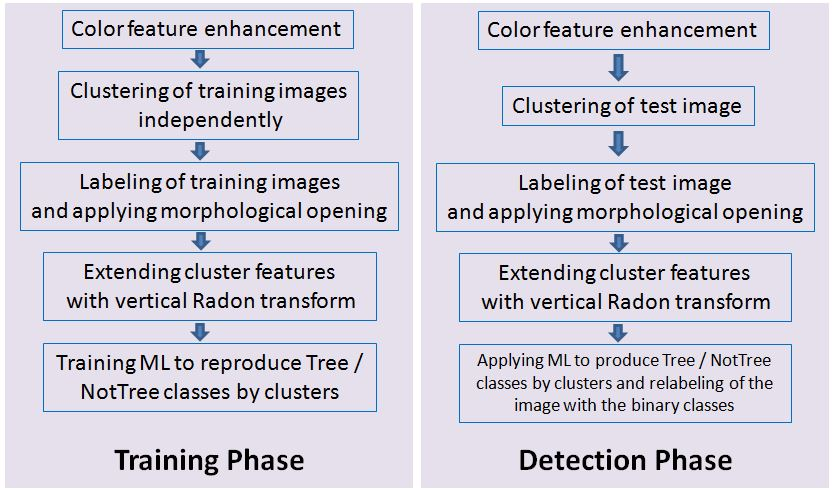 Color feature enhancement
Clustering of training images
independently
Labeling of training images
and applying morphological opening
Extending cluster features
with vertical Radon transform
Training ML to reproduce Tree /
NotTree classes by clusters
Training Phase
Color feature enhancement
Clustering of test image
Labeling of test image
and applying morphological opening
Extending cluster features
with vertical Radon transform
Applying ML to produce Tree / NotTree
classes by clusters and relabeling of the
image with the binary classes
Detection Phase